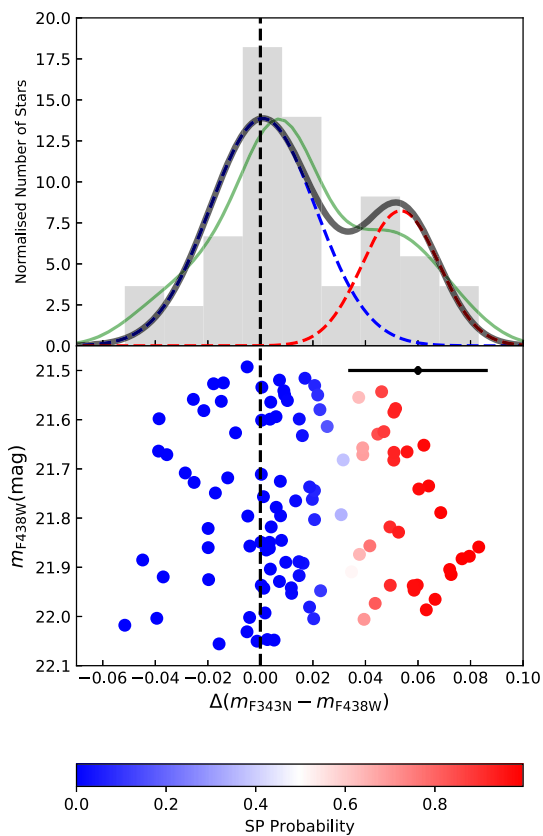 20.0
17.5
15.0
12.5
10.0
7.5
5.0
2.5
0.0
Normalised Number of Stars
21.5
21.6
21.7
21.8
21.9
22.0
22.1
m_F438W(mag)
−0.06 −0.04 −0.02 0.00 0.02 0.04 0.06 0.08 0.10
Δ(m_F343N − m_F438W)
0.0 0.2 0.4 0.6 0.8
SP Probability